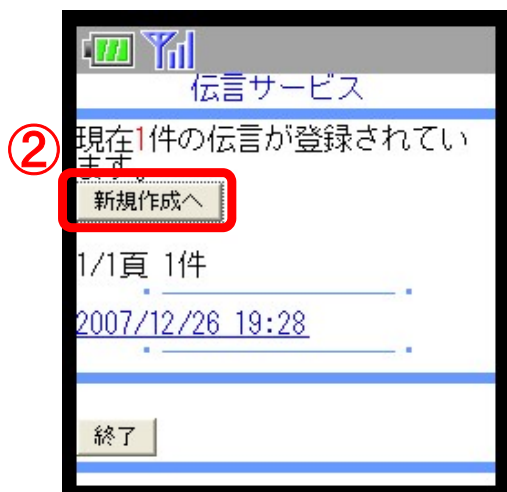 伝言サービス
②
現在1件の伝言が登録されてい
ます。
新規作成へ
1/1頁 1件
2007/12/26 19:28
終了